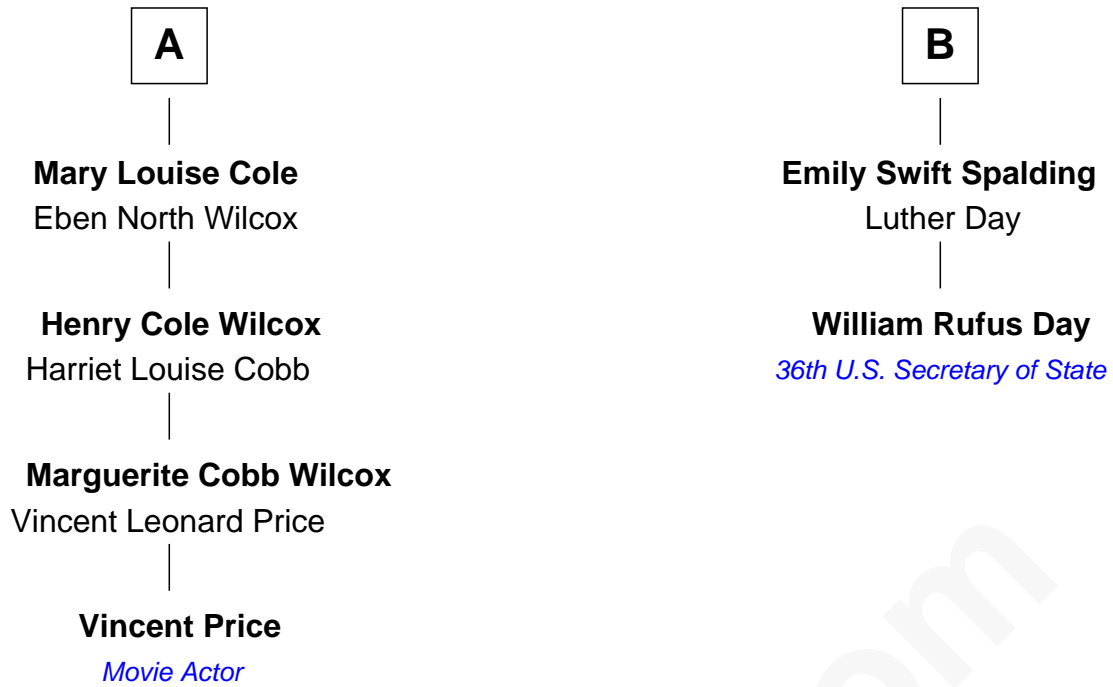 A
Mary Louise Cole
Eben North Wilcox
Henry Cole Wilcox
Harriet Louise Cobb
Marguerite Cobb Wilcox
Vincent Leonard Price
Vincent Price
Movie Actor
B
Emily Swift Spalding
Luther Day
William Rufus Day
36th U.S. Secretary of State
om